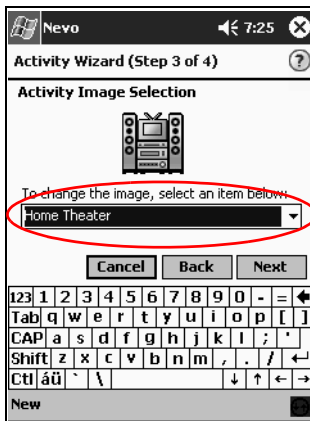 Nevo 7:25
Activity Wizard (Step 3 of 4) ?
Activity Image Selection
To change the image, select an item below:
Home Theater
Cancel Back Next
123 1 2 3 4 5 6 7 8 9 0 - =
Tab q w e r t y u i o p [ ]
CAP a s d f g h j k l ; '
Shift z x c v b n m , . /
Ctl áü ` \ ↓ ↑ ← →
New